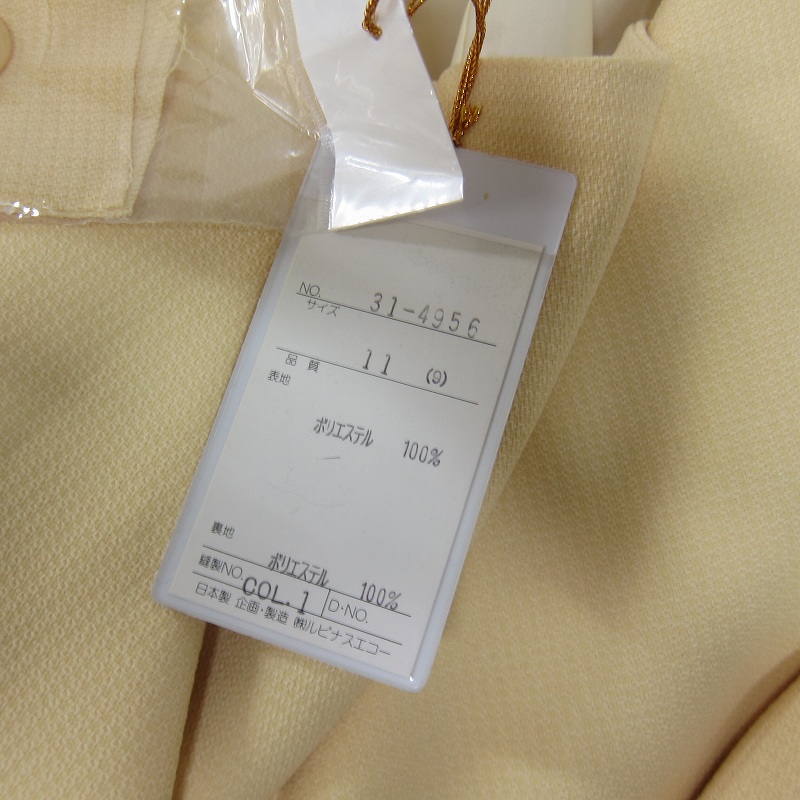 NO. 31-4956
サイズ 11 (9)
品質
表地
ポリエステル 100%
裏地
ポリエステル 100%
縫製NO. COL.1 D・NO.
日本製 企画・製造 ㈱ルピナスエコー